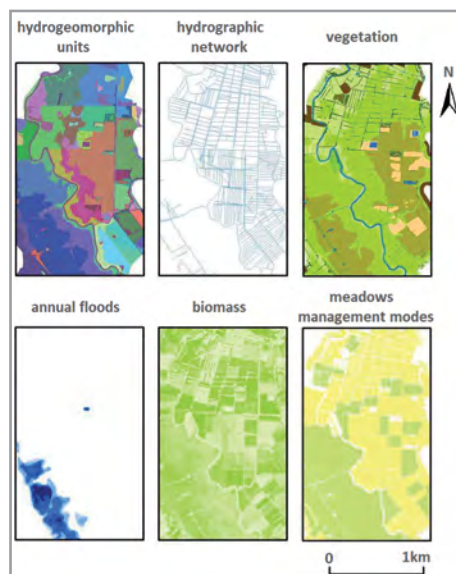 hydrogeomorphic
units
hydrographic
network
vegetation
N
annual floods
biomass
meadows
management modes
0 1km